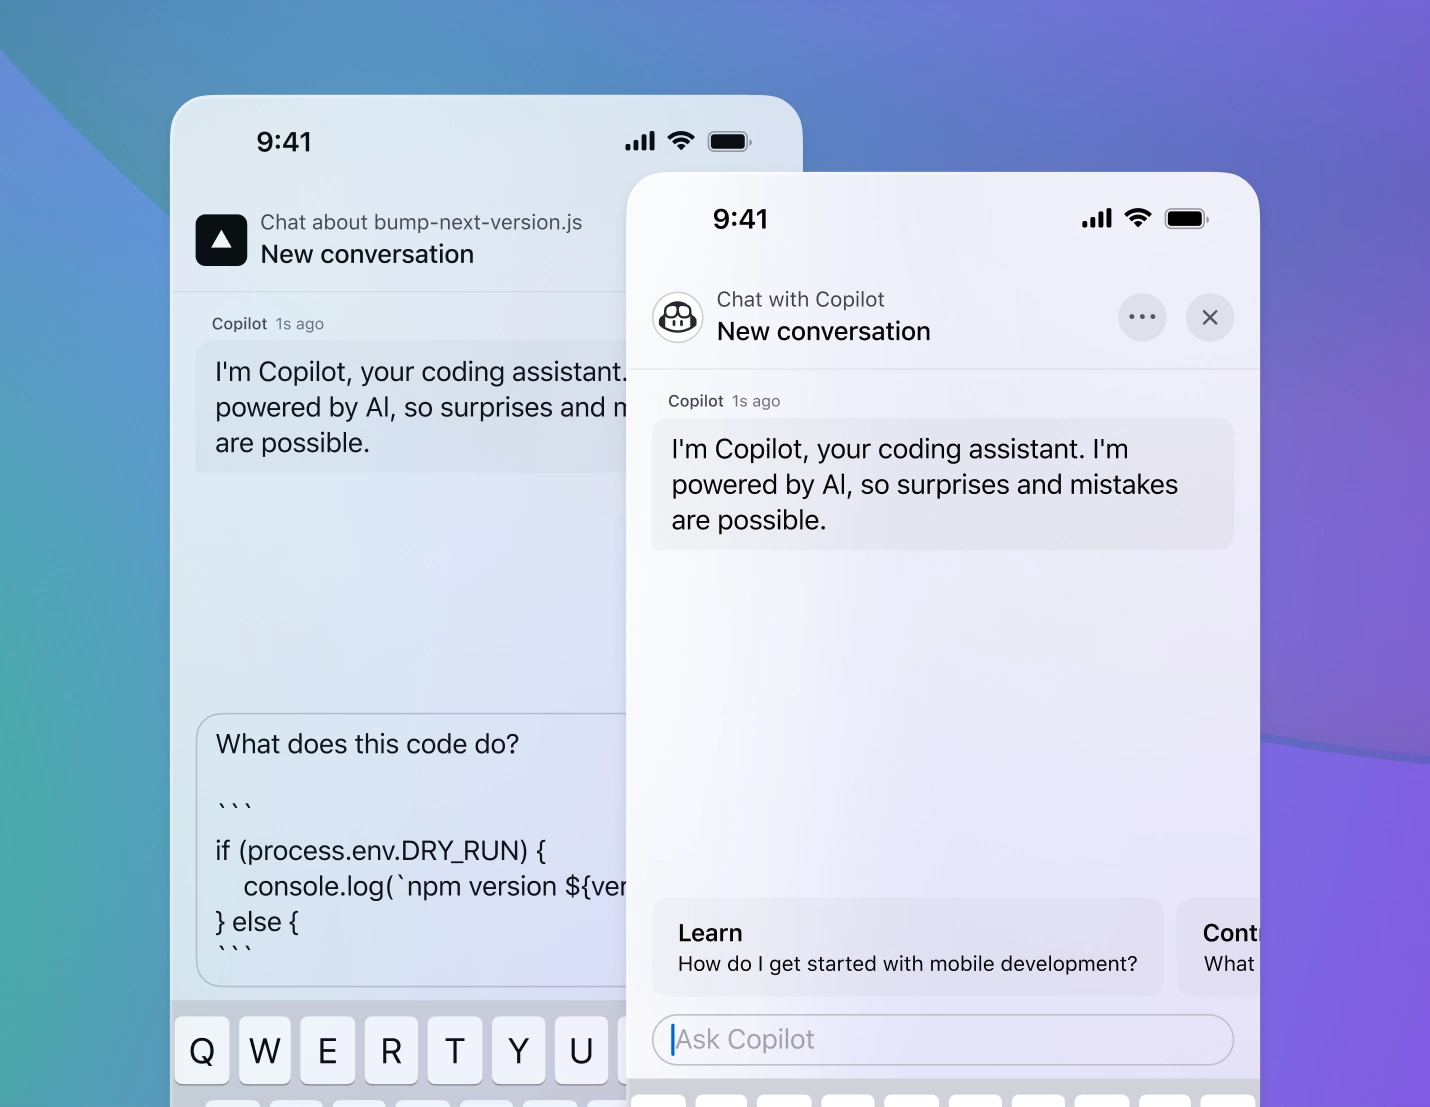 9:41
Chat about bump-next-version.js
New conversation
Copilot 1s ago
I'm Copilot, your coding assistant.
powered by AI, so surprises and
are possible.
What does this code do?
```
if (process.env.DRY_RUN) {
    console.log(`npm version ${ver
} else {
```
Q W E R T Y U
9:41
Chat with Copilot
New conversation
Copilot 1s ago
I'm Copilot, your coding assistant. I'm
powered by AI, so surprises and mistakes
are possible.
Learn
How do I get started with mobile development?
Cont
What
Ask Copilot